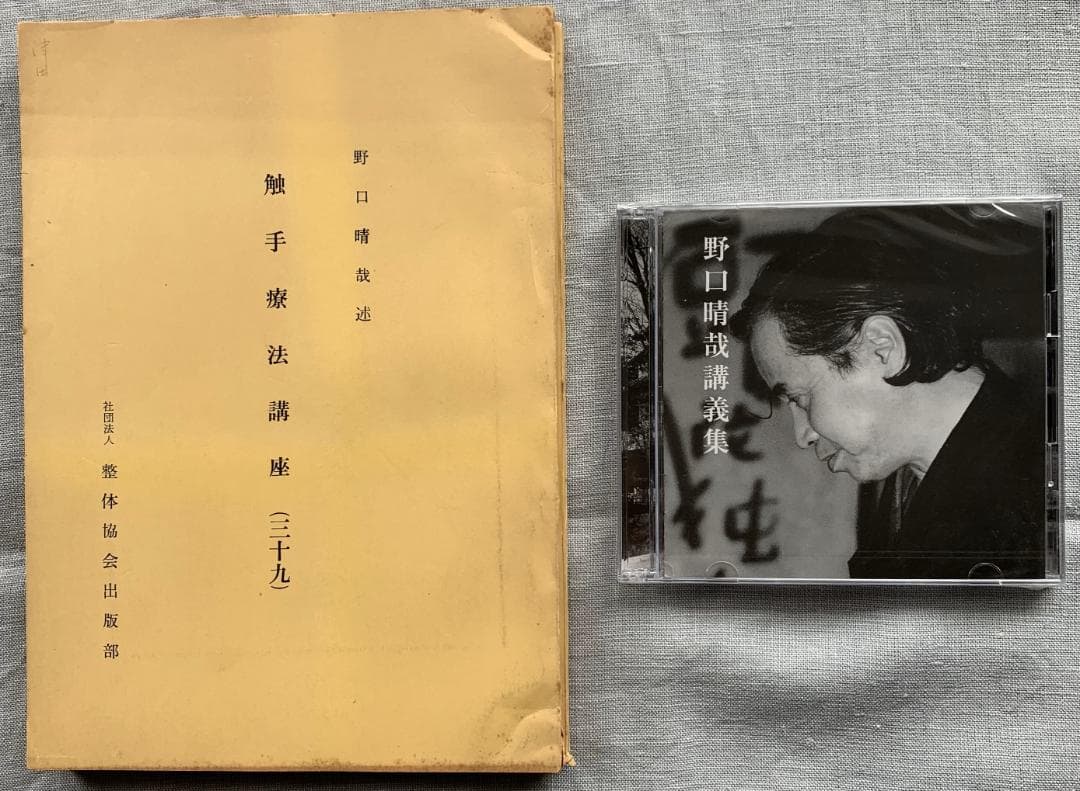 野口晴哉述
触手療法講座(三十九)
社団法人 整体協会出版部
野口晴哉講義集